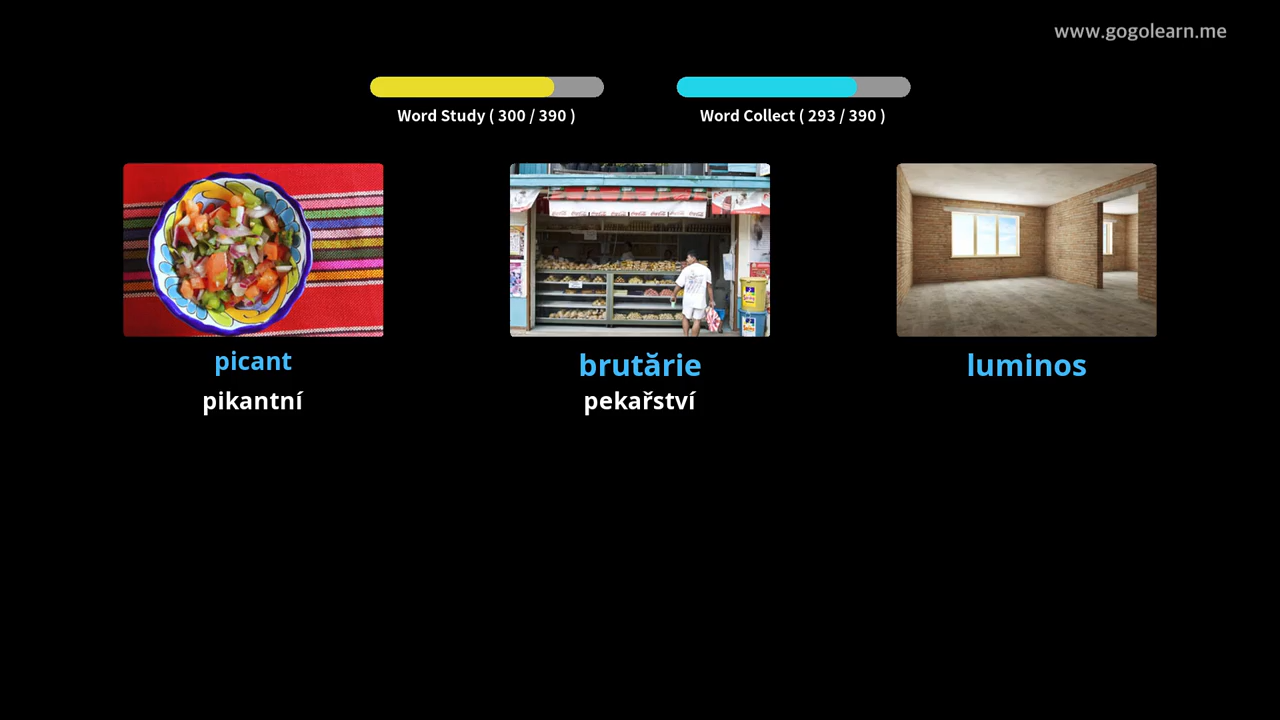 www.gogolearn.me
Word Study ( 300 / 390 )
Word Collect ( 293 / 390 )
picant
brutărie
luminos
pikantní
pekařství